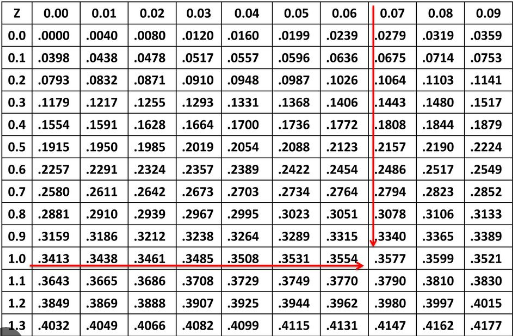 Z 0.00 0.01 0.02 0.03 0.04 0.05 0.06 0.07 0.08 0.09
0.0 .0000 .0040 .0080 .0120 .0160 .0199 .0239 .0279 .0319 .0359
0.1 .0398 .0438 .0478 .0517 .0557 .0596 .0636 .0675 .0714 .0753
0.2 .0793 .0832 .0871 .0910 .0948 .0987 .1026 .1064 .1103 .1141
0.3 .1179 .1217 .1255 .1293 .1331 .1368 .1406 .1443 .1480 .1517
0.4 .1554 .1591 .1628 .1664 .1700 .1736 .1772 .1808 .1844 .1879
0.5 .1915 .1950 .1985 .2019 .2054 .2088 .2123 .2157 .2190 .2224
0.6 .2257 .2291 .2324 .2357 .2389 .2422 .2454 .2486 .2517 .2549
0.7 .2580 .2611 .2642 .2673 .2703 .2734 .2764 .2794 .2823 .2852
0.8 .2881 .2910 .2939 .2967 .2995 .3023 .3051 .3078 .3106 .3133
0.9 .3159 .3186 .3212 .3238 .3264 .3289 .3315 .3340 .3365 .3389
1.0 .3413 .3438 .3461 .3485 .3508 .3531 .3554 .3577 .3599 .3521
1.1 .3643 .3665 .3686 .3708 .3729 .3749 .3770 .3790 .3810 .3830
1.2 .3849 .3869 .3888 .3907 .3925 .3944 .3962 .3980 .3997 .4015
1.3 .4032 .4049 .4066 .4082 .4099 .4115 .4131 .4147 .4162 .4177